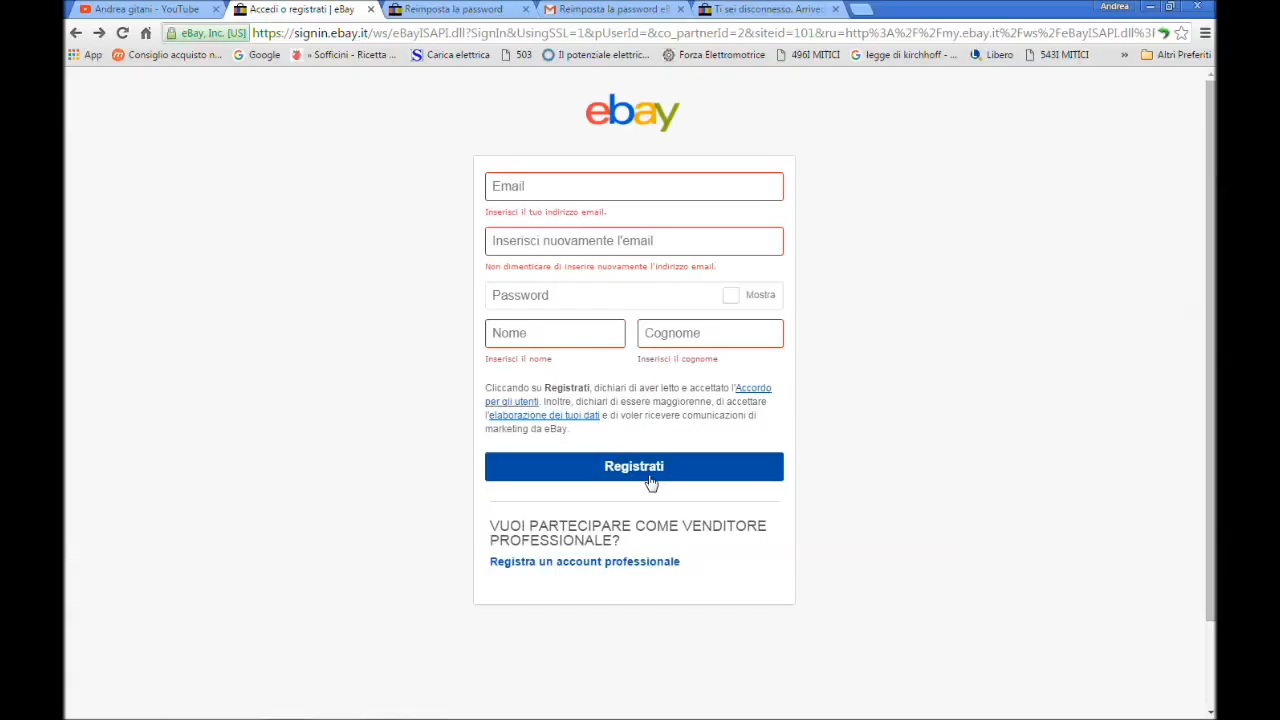 Andrea gitani - YouTube
Accedi o registrati | eBay
Reimposta la password
Reimposta la password eB
Ti sei disconnesso. Arrive:
Andrea
eBay, Inc. [US]
https://signin.ebay.it/ws/eBayISAPI.dll?SignIn&UsingSSL=1&pUserId=&co_partnerId=2&siteid=101&ru=http%3A%2F%2Fmy.ebay.it%2Fws%2FeBayISAPI.dll%3F
App
Consiglio acquisto n...
Google
» Sofficini - Ricetta ...
Carica elettrica
503
Il potenziale elettric...
Forza Elettromotrice
496I MITICI
legge di kirchhoff - ...
Libero
543I MITICI
»
Altri Preferiti
ebay
Email
Inserisci il tuo indirizzo email.
Inserisci nuovamente l'email
Non dimenticare di inserire nuovamente l'indirizzo email.
Password
Mostra
Nome
Cognome
Inserisci il nome
Inserisci il cognome
Cliccando su Registrati, dichiari di aver letto e accettato l'Accordo
per gli utenti. Inoltre, dichiari di essere maggiorenne, di accettare
l'elaborazione dei tuoi dati e di voler ricevere comunicazioni di
marketing da eBay.
Registrati
VUOI PARTECIPARE COME VENDITORE
PROFESSIONALE?
Registra un account professionale